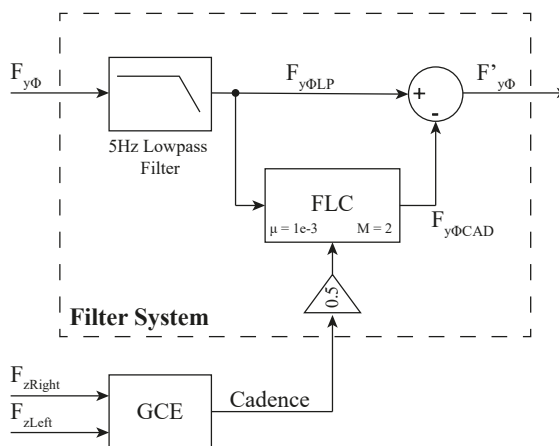 F_yΦ
F_yΦLP
F'_yΦ
+
-
5Hz Lowpass
Filter
FLC
μ = 1e-3 M = 2
F_yΦCAD
0.5
Filter System
F_zRight
F_zLeft
GCE
Cadence